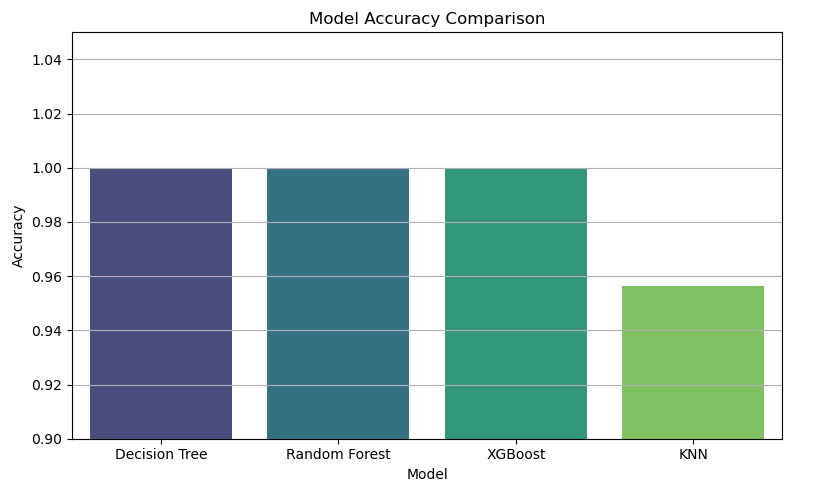 Model Accuracy Comparison
1.04
1.02
1.00
0.98
0.96
0.94
0.92
0.90
Accuracy
Decision Tree
Random Forest
XGBoost
KNN
Model